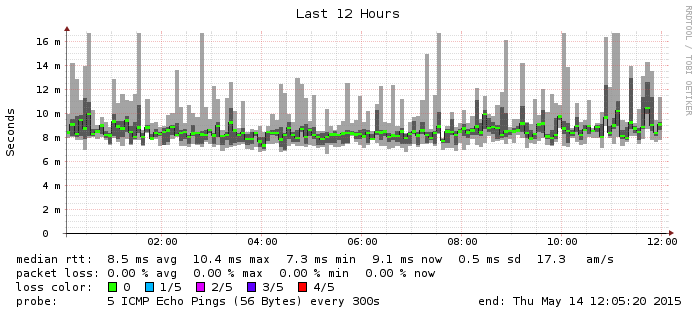 Last 12 Hours
RRDTOOL / TOBI OETIKER
Seconds
16 m
14 m
12 m
10 m
8 m
6 m
4 m
2 m
0
02:00 04:00 06:00 08:00 10:00 12:00
median rtt: 8.5 ms avg 10.4 ms max 7.3 ms min 9.1 ms now 0.5 ms sd 17.3 am/s
packet loss: 0.00 % avg 0.00 % max 0.00 % min 0.00 % now
loss color: 0 1/5 2/5 3/5 4/5
probe: 5 ICMP Echo Pings (56 Bytes) every 300s end: Thu May 14 12:05:20 2015